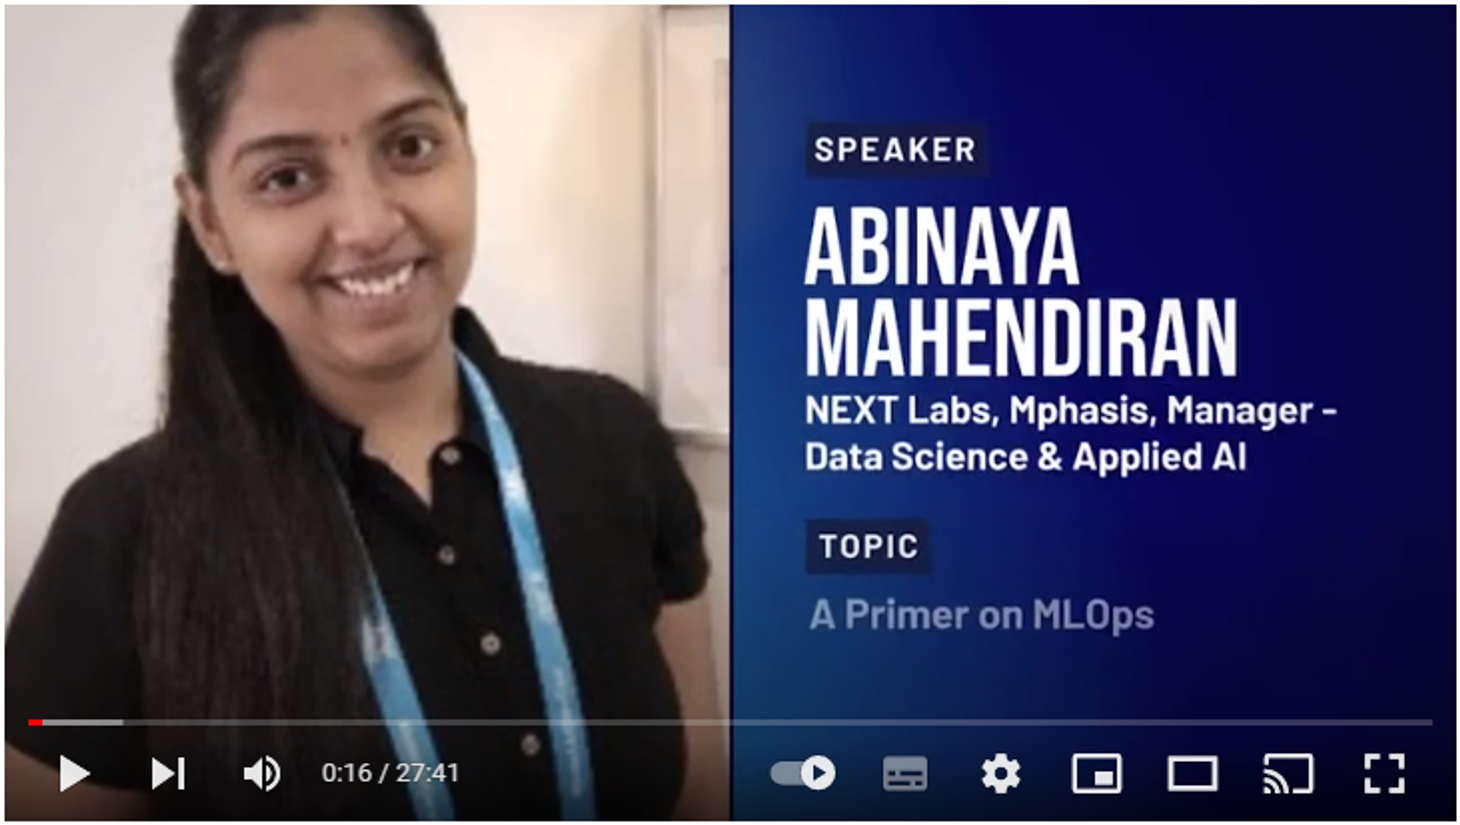 SPEAKER
ABINAYA
MAHENDIRAN
NEXT Labs, Mphasis, Manager -
Data Science & Applied AI
TOPIC
A Primer on MLOps
0:16 / 27:41